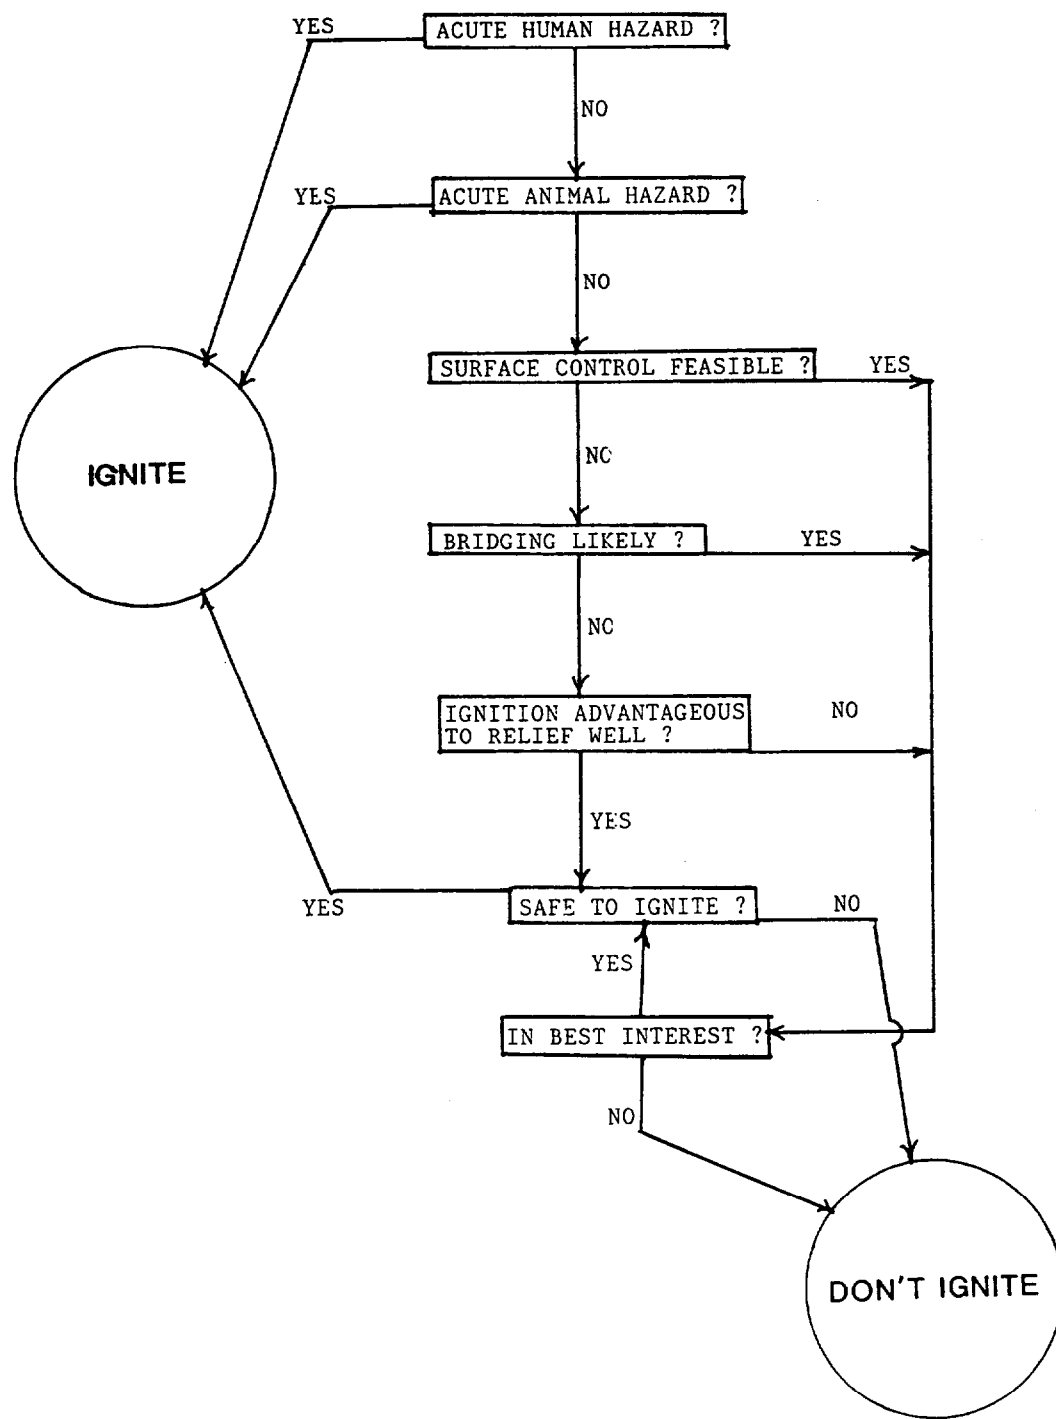 YES
ACUTE HUMAN HAZARD ?
NO
YES
ACUTE ANIMAL HAZARD ?
NO
SURFACE CONTROL FEASIBLE ?
YES
IGNITE
NO
BRIDGING LIKELY ?
YES
NO
IGNITION ADVANTAGEOUS
TO RELIEF WELL ?
NO
YES
YES
SAFE TO IGNITE ?
NO
YES
IN BEST INTEREST ?
NO
DON'T IGNITE